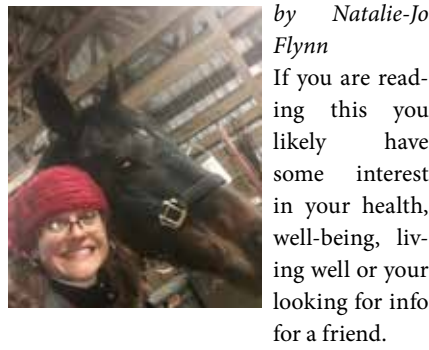 by Natalie-Jo
Flynn
If you are read-
ing this you
likely have
some interest
in your health,
well-being, liv-
ing well or your
looking for info
for a friend.